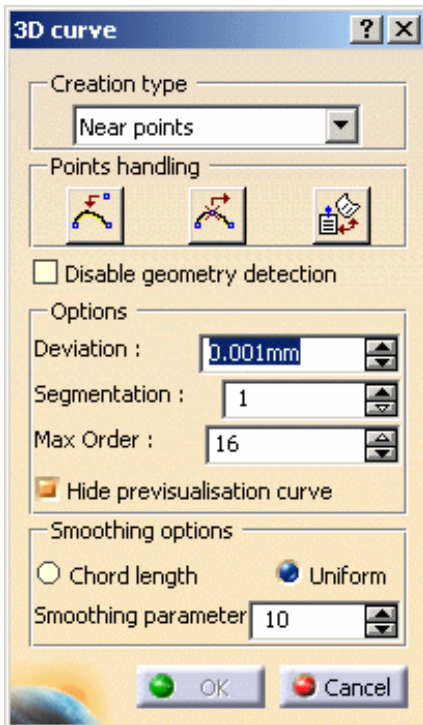 3D curve
Creation type
Near points
Points handling
Disable geometry detection
Options
Deviation : 0.001mm
Segmentation : 1
Max Order : 16
Hide previsualisation curve
Smoothing options
Chord length Uniform
Smoothing parameter 10
OK Cancel